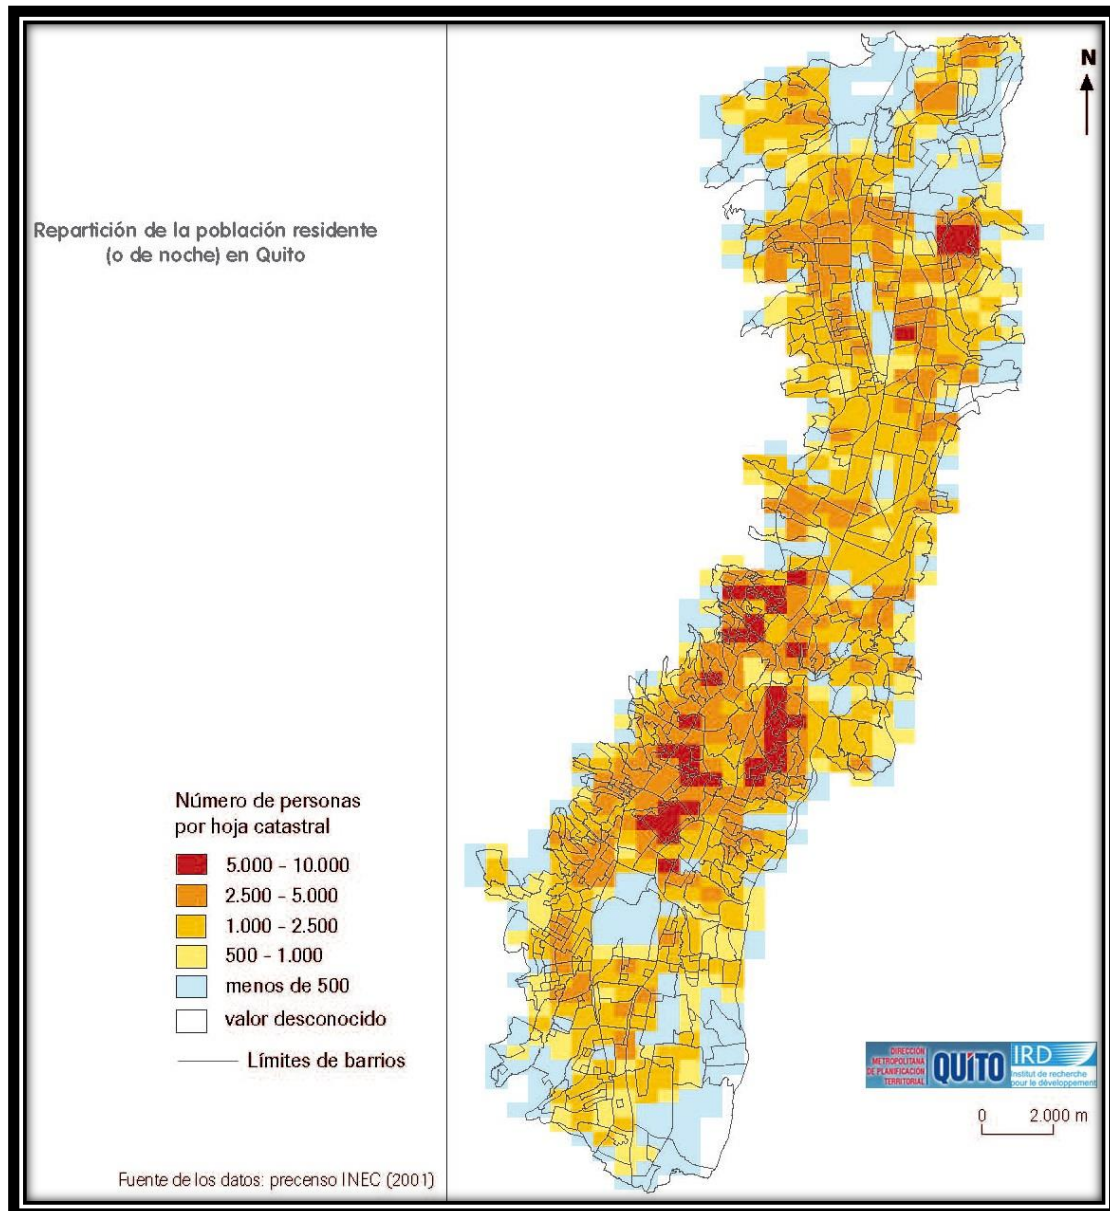 N
Repartición de la población residente
(o de noche) en Quito
Número de personas
por hoja catastral
5.000 - 10.000
2.500 - 5.000
1.000 - 2.500
500 - 1.000
menos de 500
valor desconocido
Límites de barrios
DIRECCIÓN
METROPOLITANA
DE PLANIFICACIÓN
TERRITORIAL
QUÍTO
IRD
Institut de recherche
pour le développement
0 2.000 m
Fuente de los datos: precenso INEC (2001)